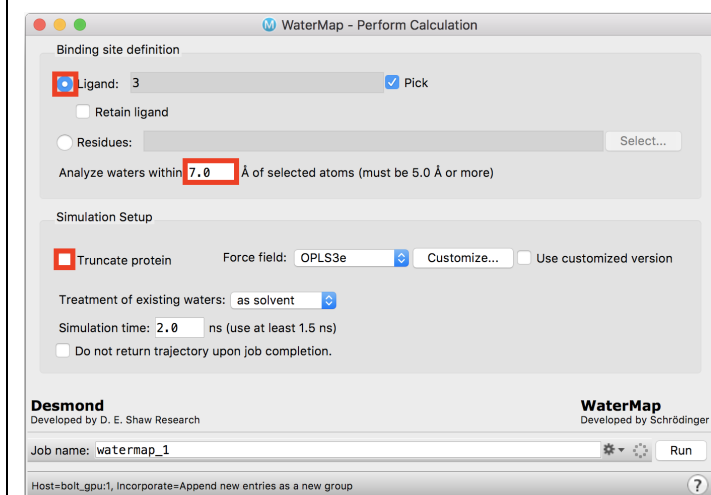 WaterMap - Perform Calculation
Binding site definition
Ligand: 3 Pick
Retain ligand
Residues: Select...
Analyze waters within 7.0 Å of selected atoms (must be 5.0 Å or more)
Simulation Setup
Truncate protein Force field: OPLS3e Customize... Use customized version
Treatment of existing waters: as solvent
Simulation time: 2.0 ns (use at least 1.5 ns)
Do not return trajectory upon job completion.
Desmond WaterMap
Developed by D. E. Shaw Research Developed by Schrödinger
Job name: watermap_1 Run
Host=bolt_gpu:1, Incorporate=Append new entries as a new group ?